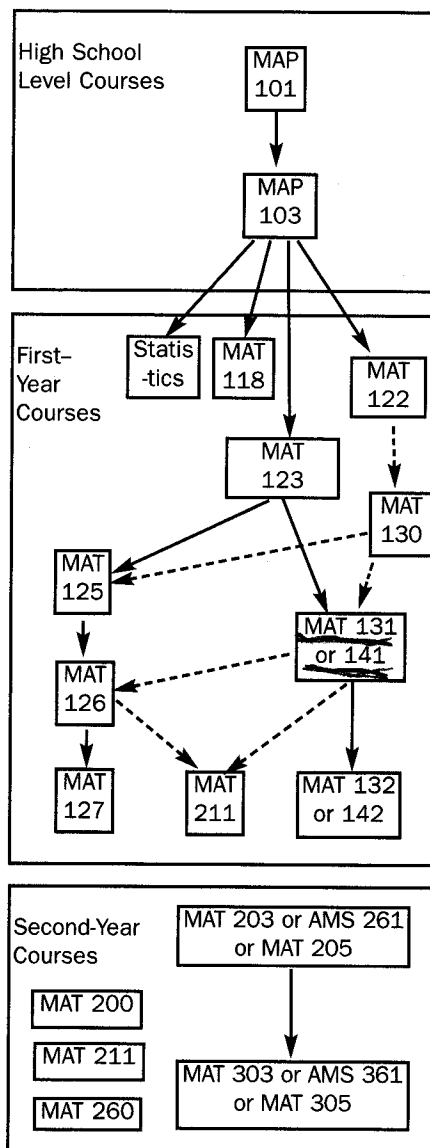 High School
Level Courses
MAP
101
MAP
103
First–
Year
Courses
Statis
-tics
MAT
118
MAT
122
MAT
123
MAT
130
MAT
125
MAT 131
or 141
MAT
126
MAT
127
MAT
211
MAT 132
or 142
Second-Year
Courses
MAT 203 or AMS 261
or MAT 205
MAT 200
MAT 211
MAT 260
MAT 303 or AMS 361
or MAT 305